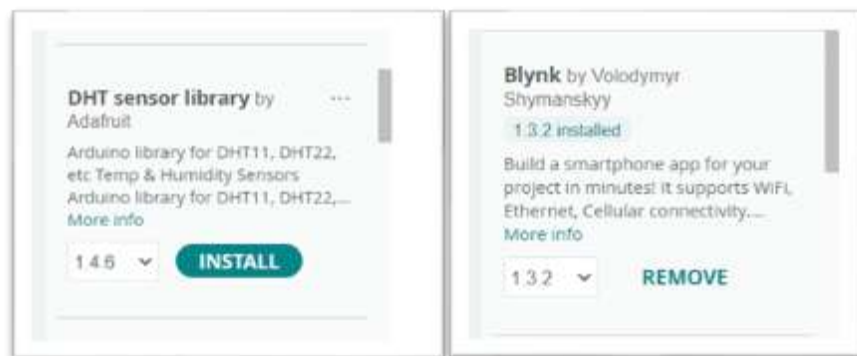 DHT sensor library by
Adafruit
Arduino library for DHT11, DHT22,
etc Temp & Humidity Sensors
Arduino library for DHT11, DHT22,...
More info
1.4.6
INSTALL
Blynk by Volodymyr
Shymanskyy
1.3.2 installed
Build a smartphone app for your
project in minutes! It supports WiFi,
Ethernet, Cellular connectivity....
More info
1.3.2
REMOVE